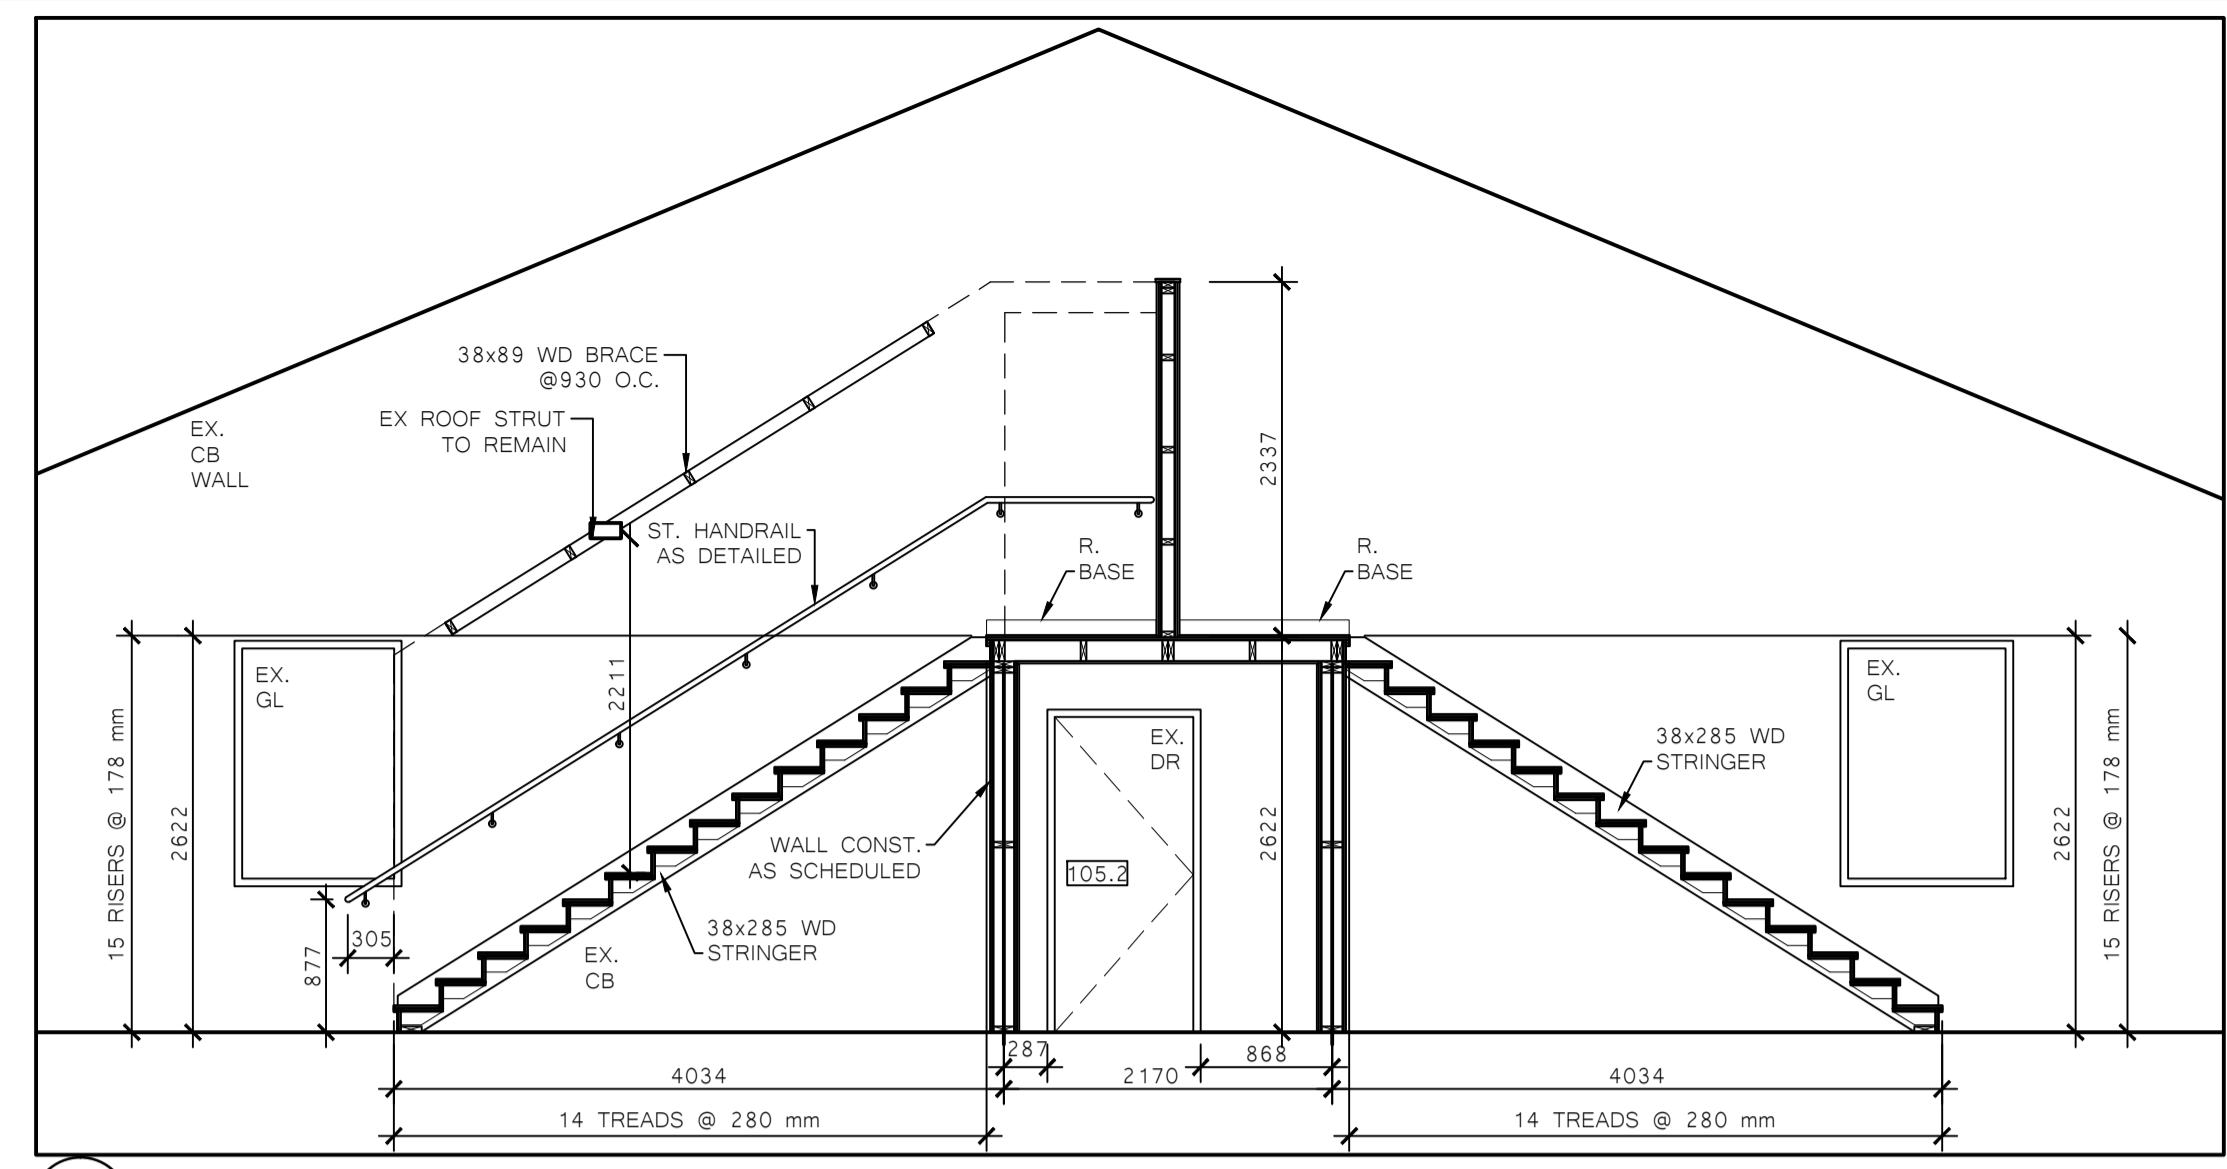 38x89 WD BRACE
@930 O.C.
EX ROOF STRUT
TO REMAIN
EX.
CB
WALL
ST. HANDRAIL
AS DETAILED
2337
R.
BASE
R.
BASE
EX.
GL
2211
EX.
GL
EX.
DR
38x285 WD
STRINGER
15 RISERS @ 178 mm
2622
WALL CONST.
AS SCHEDULED
105.2
2622
2622
15 RISERS @ 178 mm
305
877
38x285 WD
STRINGER
EX.
CB
287
868
4034
2170
4034
14 TREADS @ 280 mm
14 TREADS @ 280 mm